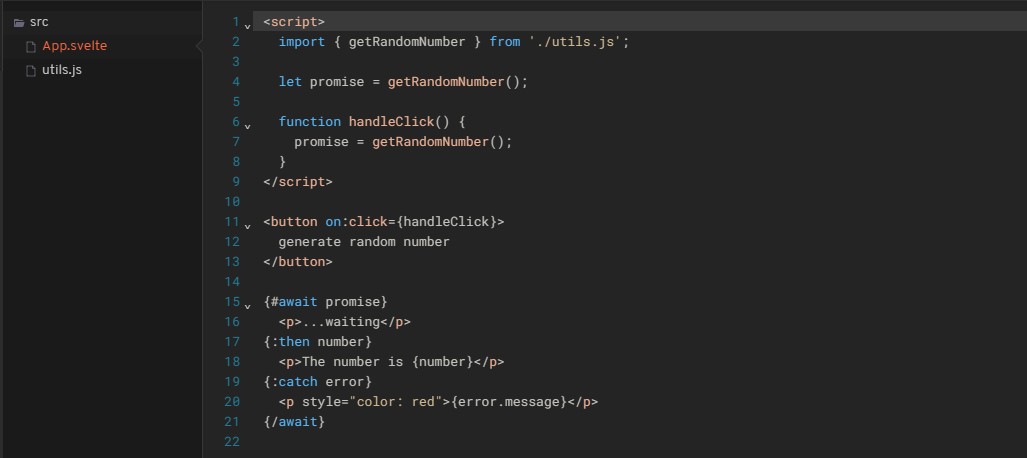 src
App.svelte
utils.js
1 <script>
2   import { getRandomNumber } from './utils.js';
3
4   let promise = getRandomNumber();
5
6   function handleClick() {
7     promise = getRandomNumber();
8   }
9 </script>
10
11 <button on:click={handleClick}>
12   generate random number
13 </button>
14
15 {#await promise}
16   <p>...waiting</p>
17 {:then number}
18   <p>The number is {number}</p>
19 {:catch error}
20   <p style="color: red">{error.message}</p>
21 {/await}
22